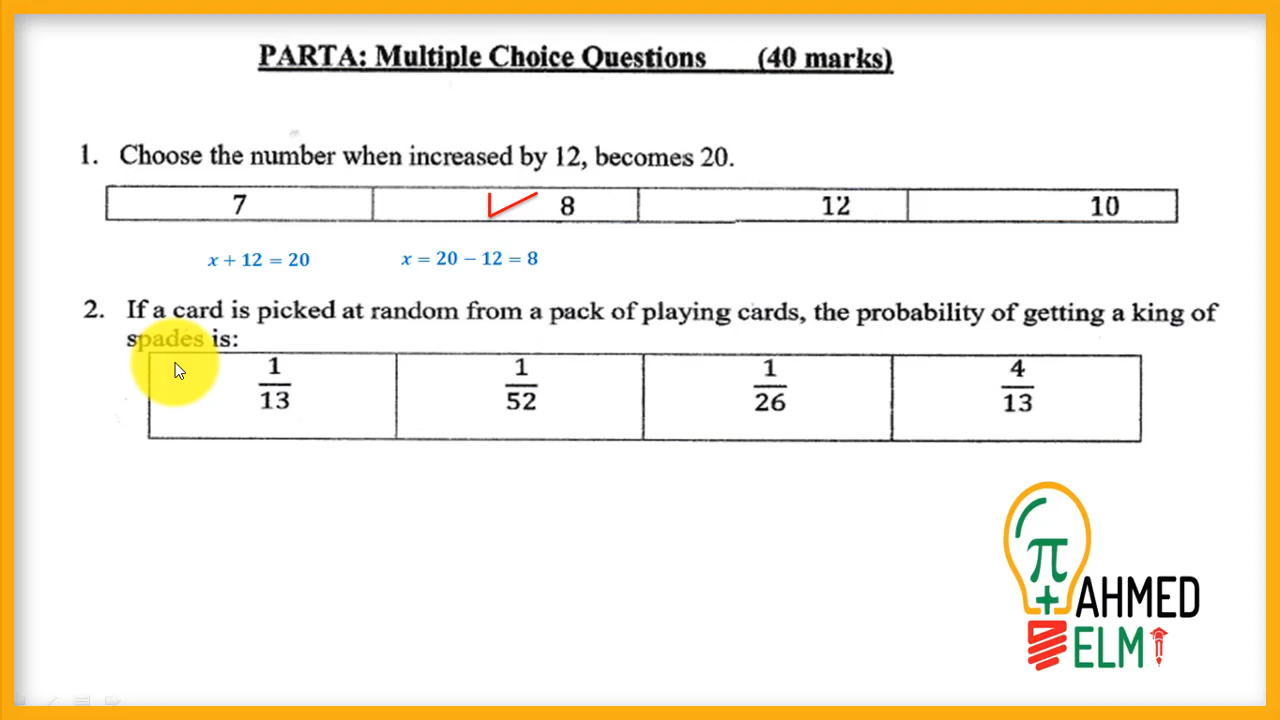 PARTA: Multiple Choice Questions (40 marks)
1. Choose the number when increased by 12, becomes 20.
7 8 12 10
x + 12 = 20 x = 20 − 12 = 8
2. If a card is picked at random from a pack of playing cards, the probability of getting a king of
spades is:
1/13 1/52 1/26 4/13
π
+ AHMED
ELMI